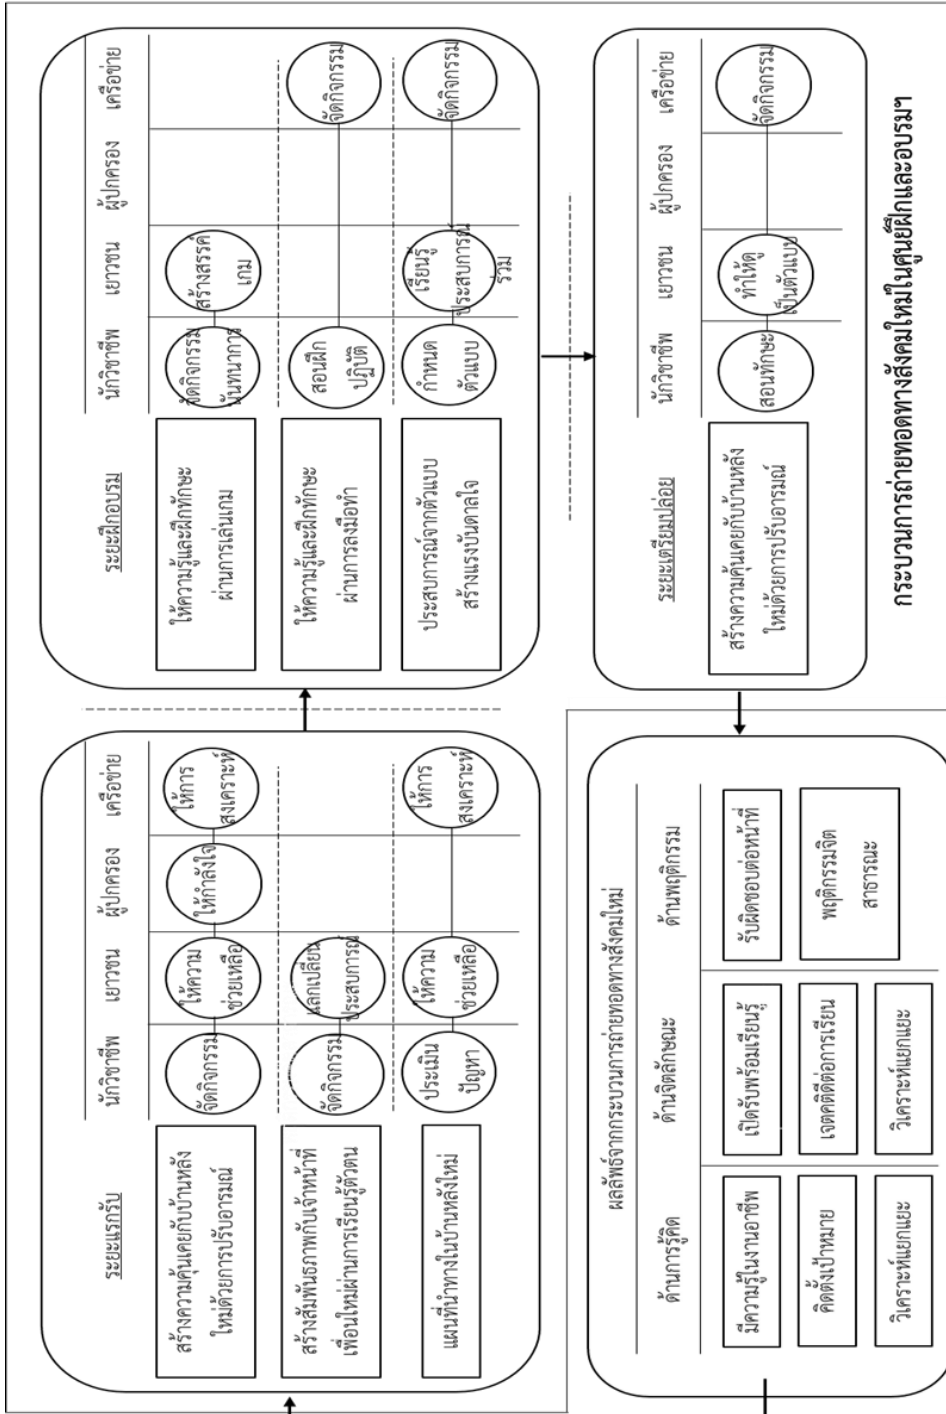 ระยะแรกรับ
นักวิชาชีพ
เยาวชน
ผู้ปกครอง
เครือข่าย
สร้างความคุ้นเคยกับบ้านหลัง
ใหม่ด้วยการปรับอารมณ์
จัดกิจกรรม
ให้ความ
ช่วยเหลือ
ให้กำลังใจ
ให้การ
สงเคราะห์
สร้างสัมพันธภาพกับเจ้าหน้าที่
เพื่อนใหม่ผ่านการเรียนรู้ตัวตน
จัดกิจกรรม
แลกเปลี่ยน
ประสบการณ์
แผนที่นำทางในบ้านหลังใหม่
ประเมิน
ปัญหา
ให้ความ
ช่วยเหลือ
ให้การ
สงเคราะห์
ระยะฝึกอบรม
นักวิชาชีพ
เยาวชน
ผู้ปกครอง
เครือข่าย
ให้ความรู้และฝึกทักษะ
ผ่านการเล่นเกม
จัดกิจกรรม
นันทนาการ
สร้างสรรค์
เกม
ให้ความรู้และฝึกทักษะ
ผ่านการลงมือทำ
สอนฝึก
ปฏิบัติ
จัดกิจกรรม
ประสบการณ์จากตัวแบบ
สร้างแรงบันดาลใจ
กำหนด
ตัวแบบ
เรียนรู้
ประสบการณ์
ร่วม
จัดกิจกรรม
ระยะเตรียมปล่อย
นักวิชาชีพ
เยาวชน
ผู้ปกครอง
เครือข่าย
สร้างความคุ้นเคยกับบ้านหลัง
ใหม่ด้วยการปรับอารมณ์
สอนทักษะ
ทำให้ดู
เป็นตัวแบบ
จัดกิจกรรม
กระบวนการถ่ายทอดทางสังคมใหม่ในศูนย์ฝึกและอบรมฯ
ผลลัพธ์จากกระบวนการถ่ายทอดทางสังคมใหม่
ด้านการรู้คิด
ด้านจิตลักษณะ
ด้านพฤติกรรม
มีความรู้ในงานอาชีพ
เปิดรับพร้อมเรียนรู้
รับผิดชอบต่อหน้าที่
คิดตั้งเป้าหมาย
เจตคติดีต่อการเรียน
พฤติกรรมจิต
สาธารณะ
วิเคราะห์แยกแยะ
วิเคราะห์แยกแยะ